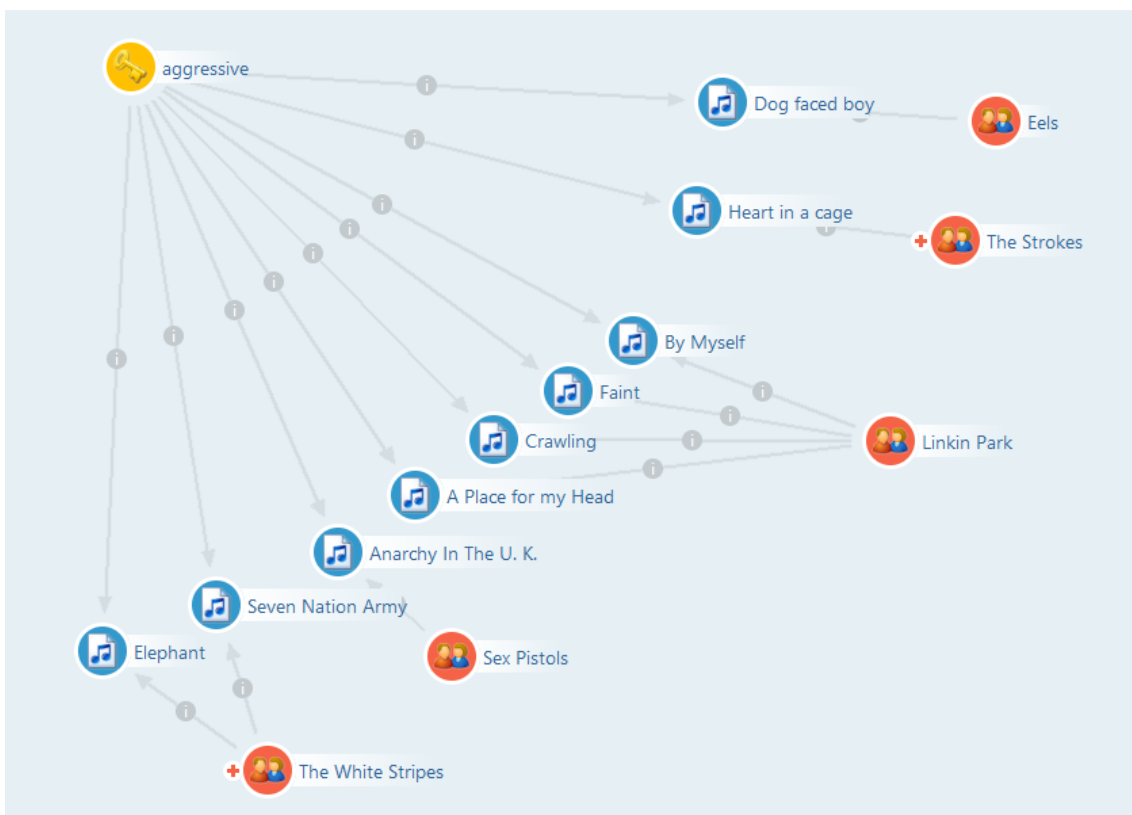 aggressive
Dog faced boy
Eels
Heart in a cage
The Strokes
By Myself
Faint
Crawling
Linkin Park
A Place for my Head
Anarchy In The U. K.
Seven Nation Army
Elephant
Sex Pistols
The White Stripes